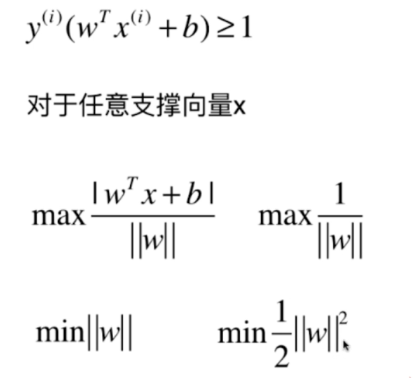 y^{(i)}(w^T x^{(i)} + b) ≥ 1
对于任意支撑向量x
max |w^T x + b| / ||w||    max 1 / ||w||
min||w||    min 1/2 ||w||^2